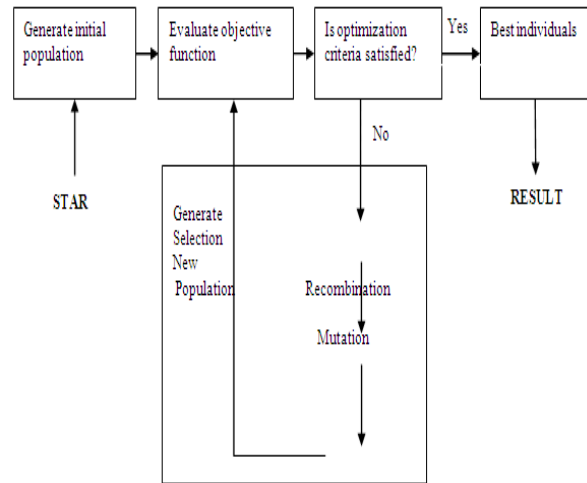 Generate initial
population
Evaluate objective
function
Is optimization
criteria satisfied?
Yes
Best individuals
No
STAR
RESULT
Generate
Selection
New
Population
Recombination
Mutation